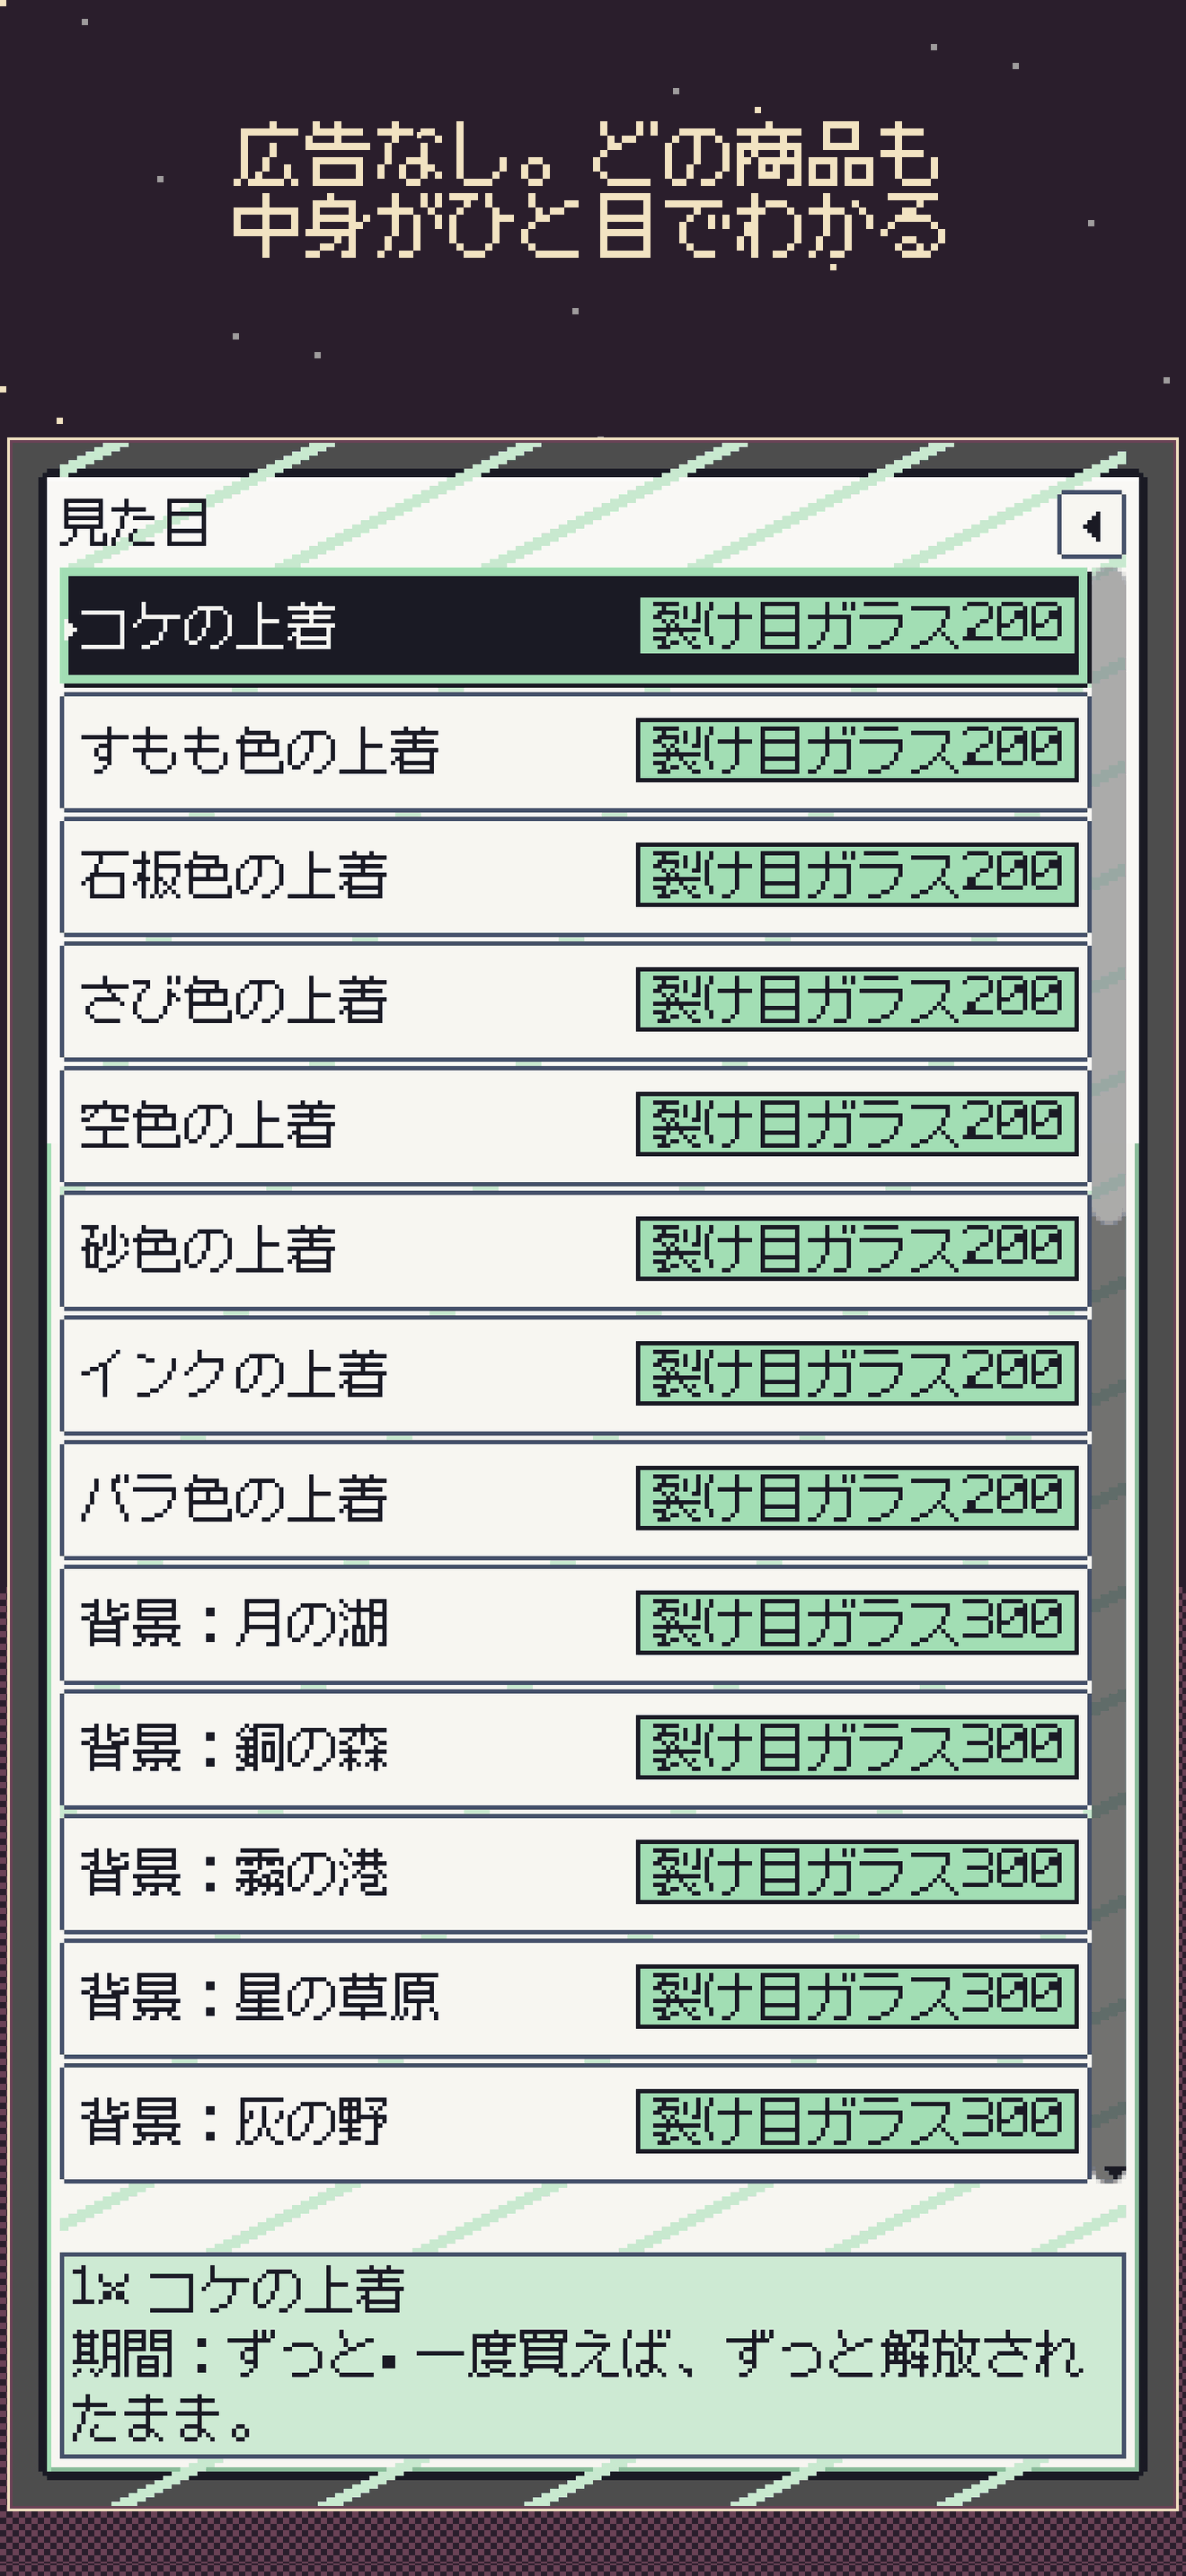 広告なし。どの商品も
中身がひと目でわかる
見た目
コケの上着 裂け目ガラス200
すもも色の上着 裂け目ガラス200
石板色の上着 裂け目ガラス200
さび色の上着 裂け目ガラス200
空色の上着 裂け目ガラス200
砂色の上着 裂け目ガラス200
インクの上着 裂け目ガラス200
バラ色の上着 裂け目ガラス200
背景：月の湖 裂け目ガラス300
背景：銅の森 裂け目ガラス300
背景：霧の港 裂け目ガラス300
背景：星の草原 裂け目ガラス300
背景：灰の野 裂け目ガラス300
1x コケの上着
期間：ずっと▪一度買えば、ずっと解放され
たまま。